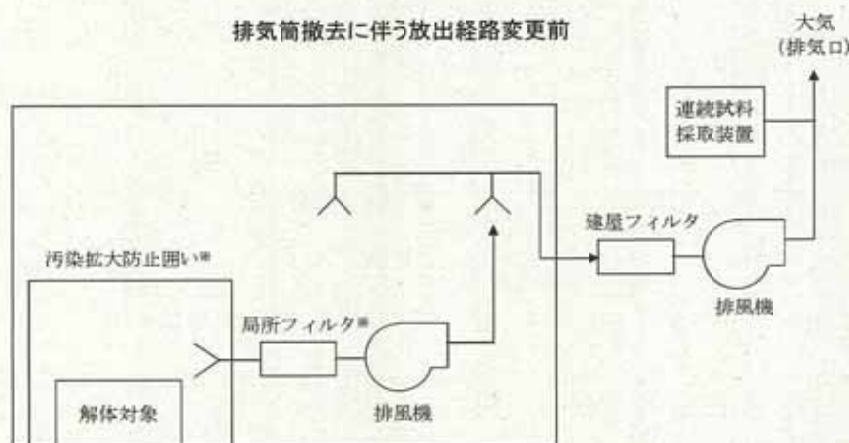 排気筒撤去に伴う放出経路変更前
大気
(排気口)
連続試料
採取装置
建屋フィルタ
排風機
汚染拡大防止囲い※
局所フィルタ※
排風機
解体対象